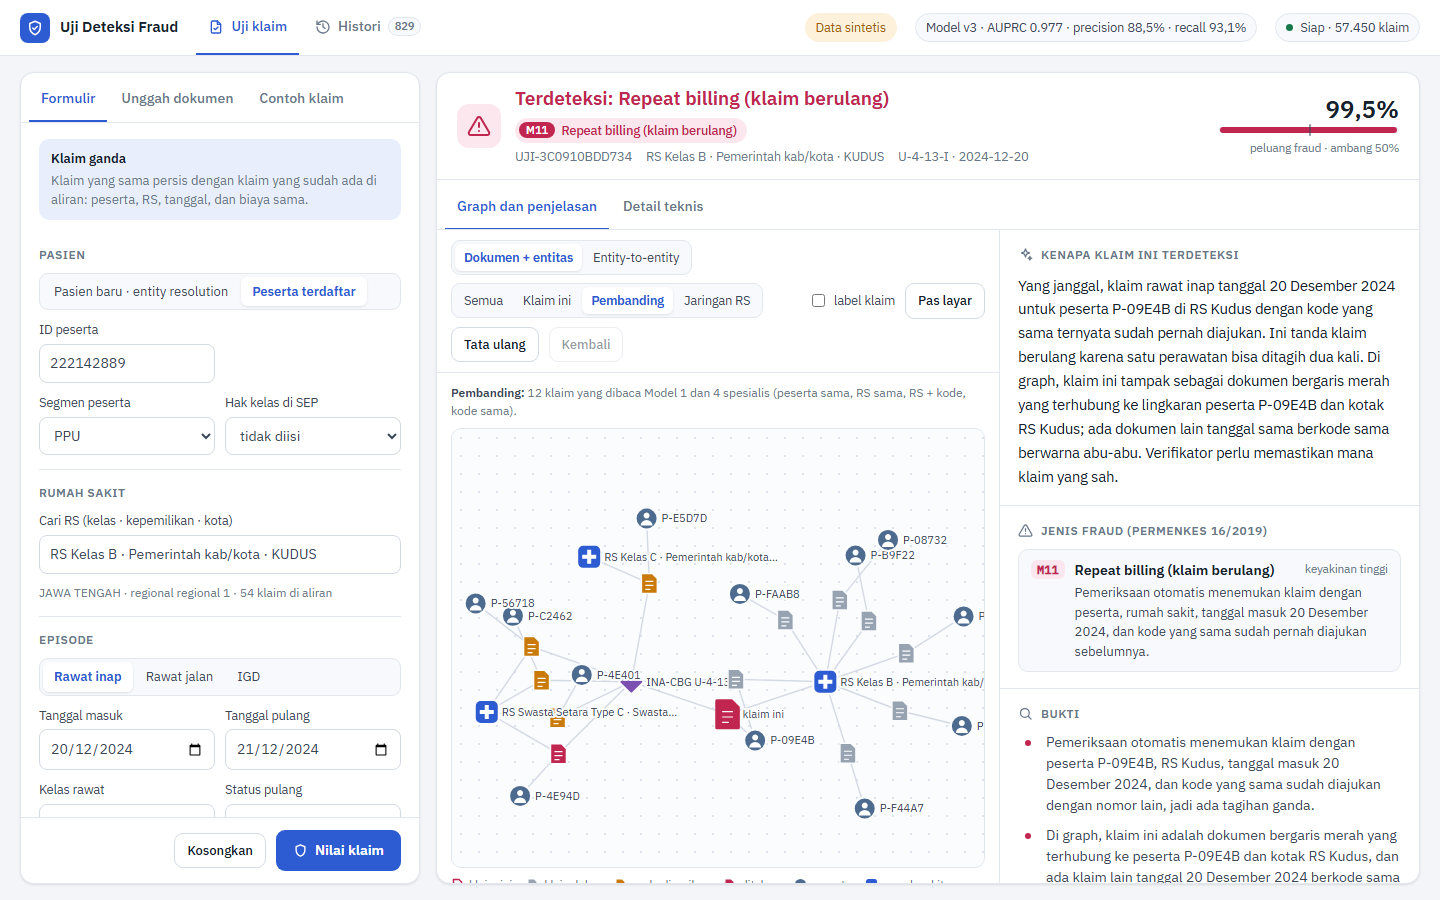 Uji Deteksi Fraud
Uji klaim
Histori 829
Data sintetis
Model v3 · AUPRC 0.977 · precision 88,5% · recall 93,1%
Siap · 57.450 klaim
Formulir
Unggah dokumen
Contoh klaim
Klaim ganda
Klaim yang sama persis dengan klaim yang sudah ada di
aliran: peserta, RS, tanggal, dan biaya sama.
PASIEN
Pasien baru · entity resolution
Peserta terdaftar
ID peserta
222142889
Segmen peserta
Hak kelas di SEP
PPU
tidak diisi
RUMAH SAKIT
Cari RS (kelas · kepemilikan · kota)
RS Kelas B · Pemerintah kab/kota · KUDUS
JAWA TENGAH · regional regional 1 · 54 klaim di aliran
EPISODE
Rawat inap
Rawat jalan
IGD
Tanggal masuk
Tanggal pulang
20/12/2024
21/12/2024
Kelas rawat
Status pulang
Kosongkan
Nilai klaim
Terdeteksi: Repeat billing (klaim berulang)
M11 Repeat billing (klaim berulang)
UJI-3C0910BDD734 RS Kelas B · Pemerintah kab/kota · KUDUS U-4-13-I · 2024-12-20
99,5%
peluang fraud · ambang 50%
Graph dan penjelasan
Detail teknis
Dokumen + entitas
Entity-to-entity
Semua
Klaim ini
Pembanding
Jaringan RS
label klaim
Pas layar
Tata ulang
Kembali
Pembanding: 12 klaim yang dibaca Model 1 dan 4 spesialis (peserta sama, RS sama, RS + kode,
kode sama).
P-E5D7D
RS Kelas C · Pemerintah kab/kota...
P-08732
P-B9F22
P-FAAB8
P-56718
P-C2462
P
P-4E401
INA-CBG U-4-13
RS Kelas B · Pemerintah kab/
RS Swasta Setara Type C · Swasta...
klaim ini
P
P-09E4B
P-4E94D
P-F44A7
KENAPA KLAIM INI TERDETEKSI
Yang janggal, klaim rawat inap tanggal 20 Desember 2024
untuk peserta P-09E4B di RS Kudus dengan kode yang
sama ternyata sudah pernah diajukan. Ini tanda klaim
berulang karena satu perawatan bisa ditagih dua kali. Di
graph, klaim ini tampak sebagai dokumen bergaris merah
yang terhubung ke lingkaran peserta P-09E4B dan kotak
RS Kudus; ada dokumen lain tanggal sama berkode sama
berwarna abu-abu. Verifikator perlu memastikan mana
klaim yang sah.
JENIS FRAUD (PERMENKES 16/2019)
M11 Repeat billing (klaim berulang) keyakinan tinggi
Pemeriksaan otomatis menemukan klaim dengan
peserta, rumah sakit, tanggal masuk 20 Desember
2024, dan kode yang sama sudah pernah diajukan
sebelumnya.
BUKTI
Pemeriksaan otomatis menemukan klaim dengan
peserta P-09E4B, RS Kudus, tanggal masuk 20
Desember 2024, dan kode yang sama sudah diajukan
dengan nomor lain, jadi ada tagihan ganda.
Di graph, klaim ini adalah dokumen bergaris merah yang
terhubung ke peserta P-09E4B dan kotak RS Kudus, dan
ada klaim lain tanggal 20 Desember 2024 berkode sama